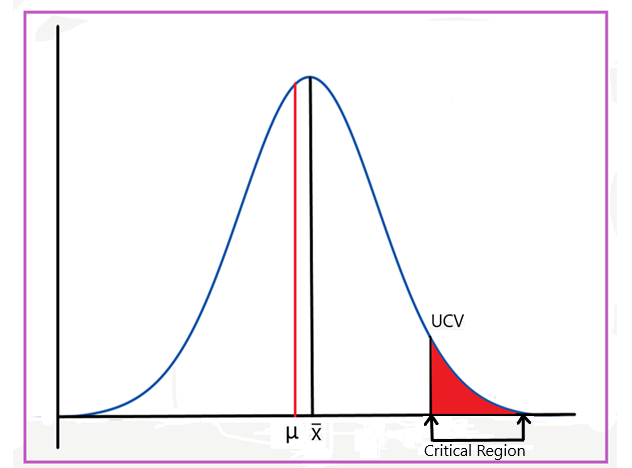 UCV
μ x̄
Critical Region